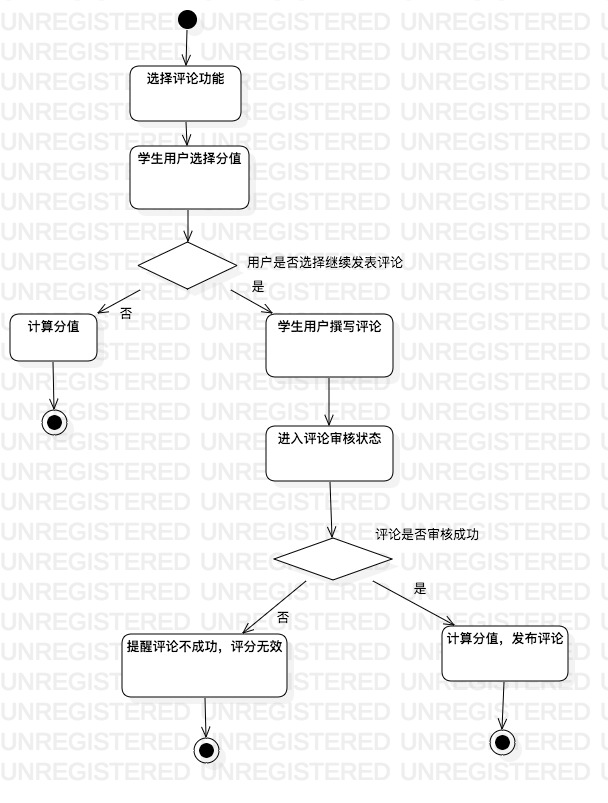 选择评论功能
学生用户选择分值
用户是否选择继续发表评论
是
否
计算分值
学生用户撰写评论
进入评论审核状态
评论是否审核成功
是
否
提醒评论不成功，评分无效
计算分值，发布评论
UNREGISTERED